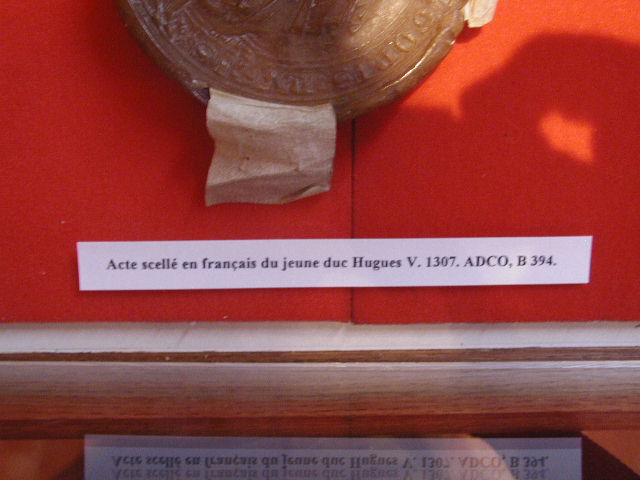 Acte scellé en français du jeune duc Hugues V. 1307. ADCO, B 394.